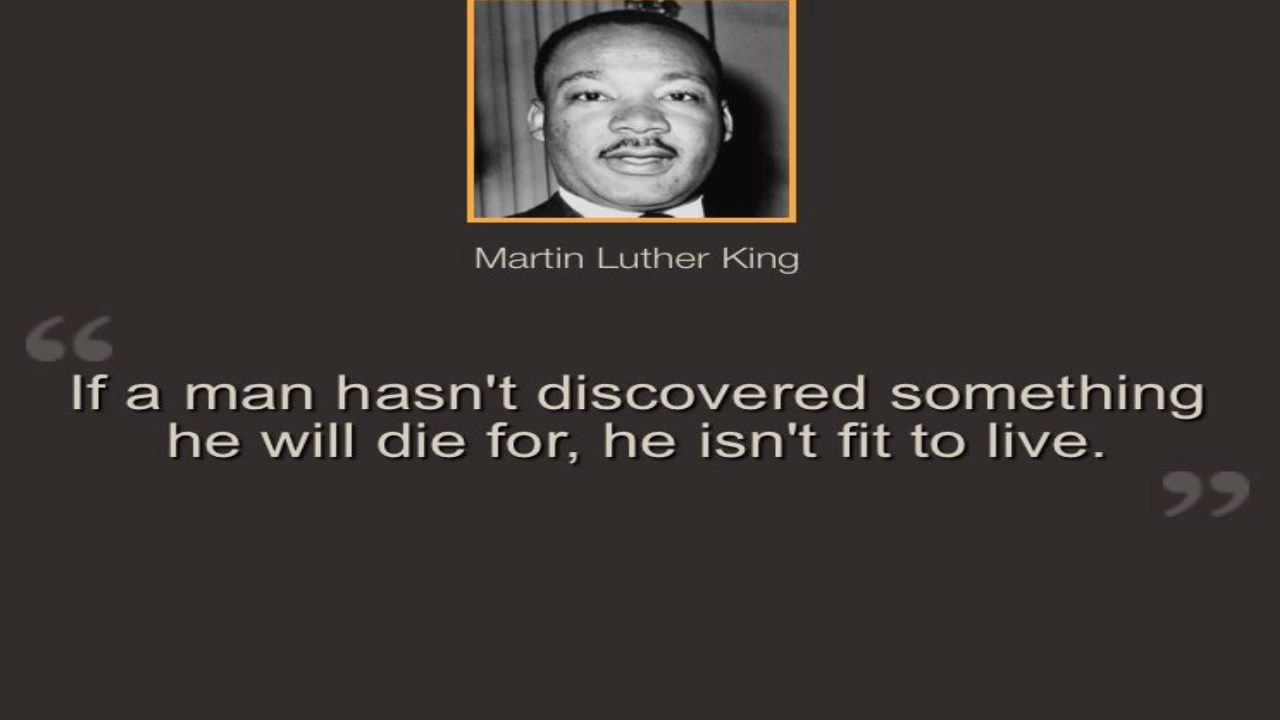 Martin Luther King
“
If a man hasn't discovered something
he will die for, he isn't fit to live.
”